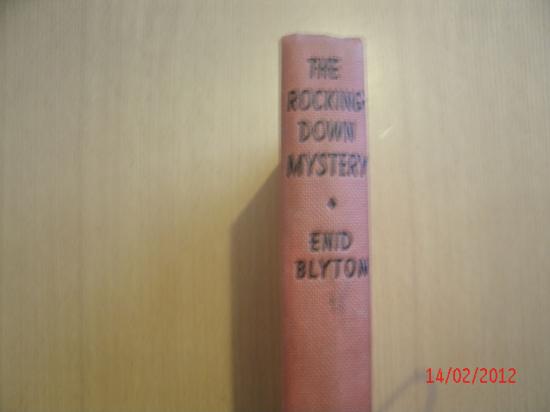 THE
ROCKING-
DOWN
MYSTERY
ENID
BLYTON
14/02/2012